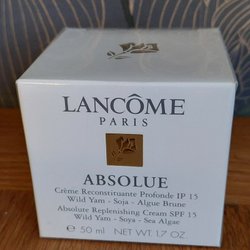 LANCÔME
PARIS
ABSOLUE
Crème Reconstituante Profonde IP 15
Wild Yam - Soja - Algue Brune
Absolute Replenishing Cream SPF 15
Wild Yam - Soya - Sea Algae
℮ 50 ml NET WT. 1.7 OZ.